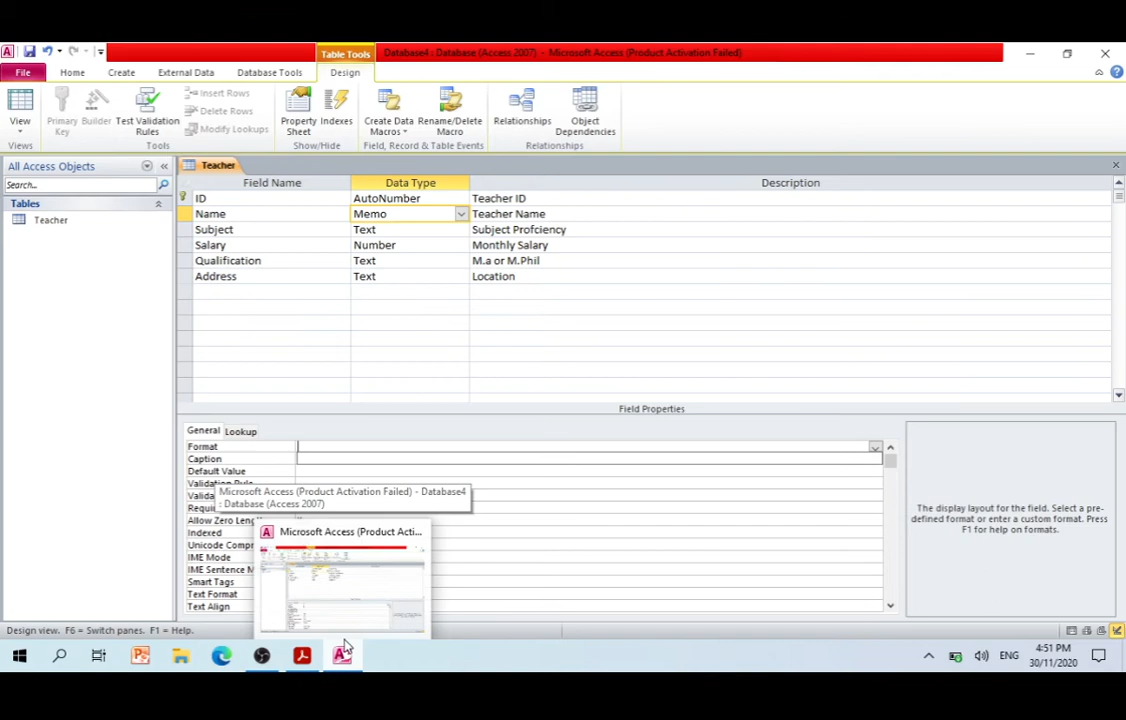 Table Tools
Database4 : Database (Access 2007) - Microsoft Access (Product Activation Failed)
File Home Create External Data Database Tools Design
View
Views
Primary Key
Builder
Test Validation Rules
Insert Rows
Delete Rows
Modify Lookups
Tools
Property Sheet
Indexes
Show/Hide
Create Data Macros
Rename/Delete Macro
Field, Record & Table Events
Relationships
Object Dependencies
Relationships
All Access Objects
Search...
Tables
Teacher
Teacher
Field Name Data Type Description
ID AutoNumber Teacher ID
Name Memo Teacher Name
Subject Text Subject Profciency
Salary Number Monthly Salary
Qualification Text M.a or M.Phil
Address Text Location
Field Properties
General Lookup
Format
Caption
Default Value
Microsoft Access (Product Activation Failed) - Database4
: Database (Access 2007)
Allow Zero Len
Indexed
Unicode Compr
IME Mode
IME Sentence M
Smart Tags
Text Format
Text Align
Microsoft Access (Product Acti...
The display layout for the field. Select a pre-
defined format or enter a custom format. Press
F1 for help on formats.
Design view. F6 = Switch panes. F1 = Help.
ENG
4:51 PM
30/11/2020